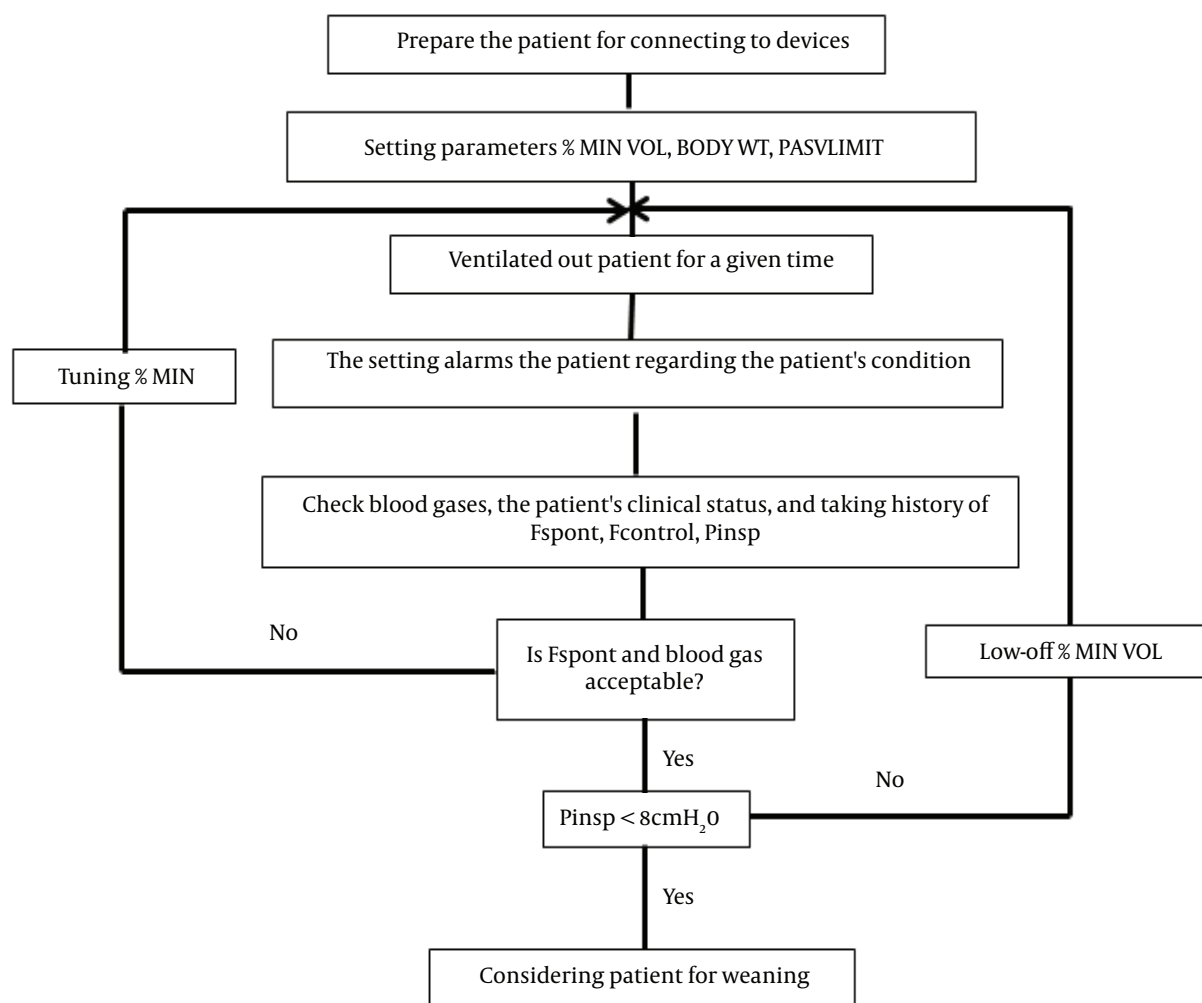 Prepare the patient for connecting to devices
Setting parameters % MIN VOL, BODY WT, PASVLIMIT
Ventilated out patient for a given time
The setting alarms the patient regarding the patient's condition
Tuning % MIN
Check blood gases, the patient's clinical status, and taking history of
Fspont, Fcontrol, Pinsp
No
Is Fspont and blood gas
acceptable?
Low-off % MIN VOL
Yes
No
Pinsp < 8cmH₂0
Yes
Considering patient for weaning